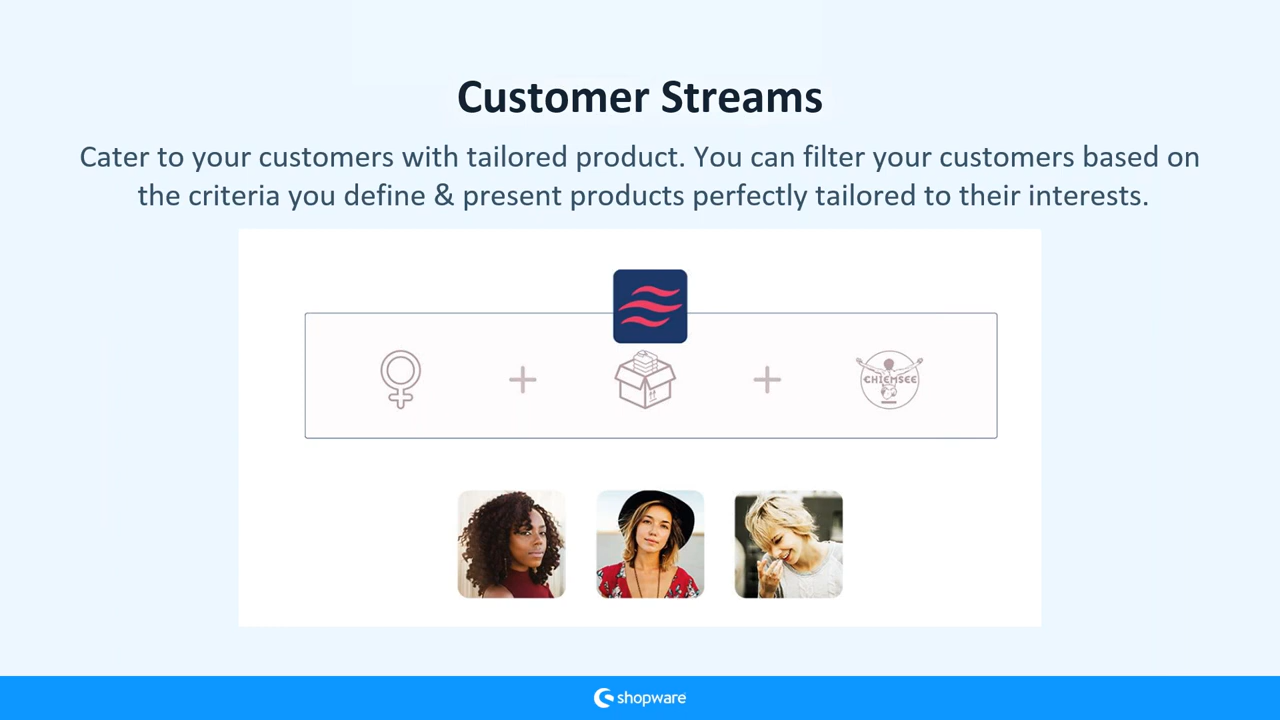 Customer Streams
Cater to your customers with tailored product. You can filter your customers based on
the criteria you define & present products perfectly tailored to their interests.
CHIEMSEE
shopware